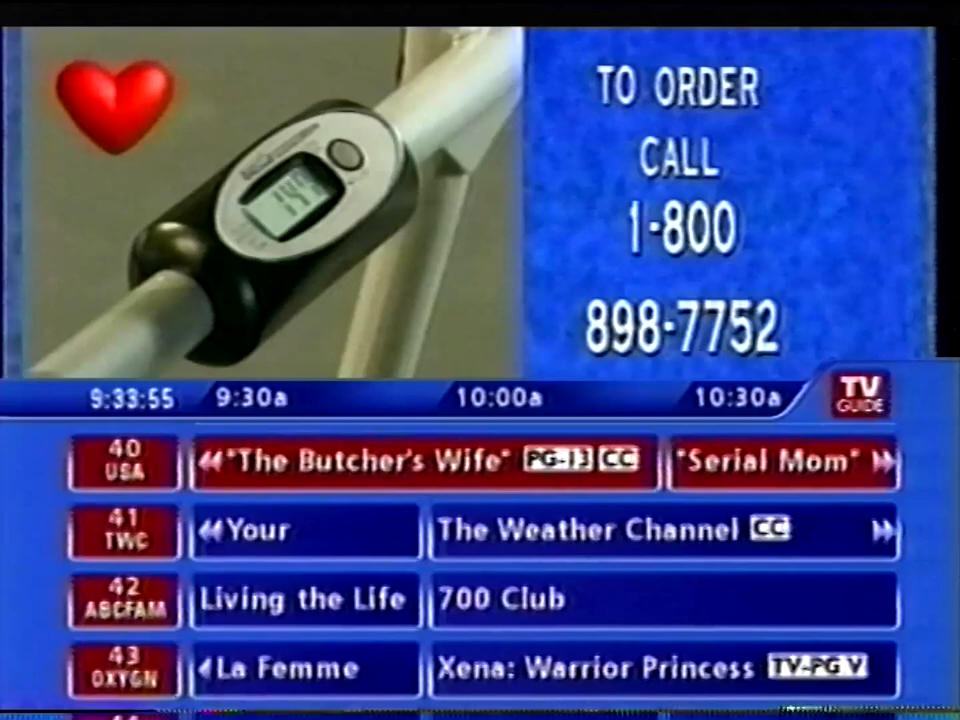 TO ORDER
CALL
1-800
898-7752
9:33:55 9:30a 10:00a 10:30a TV GUIDE
40 USA "The Butcher's Wife" PG-13 CC "Serial Mom"
41 TWC Your The Weather Channel CC
42 ABCFAM Living the Life 700 Club
43 OXYGN La Femme Xena: Warrior Princess TV-PG V